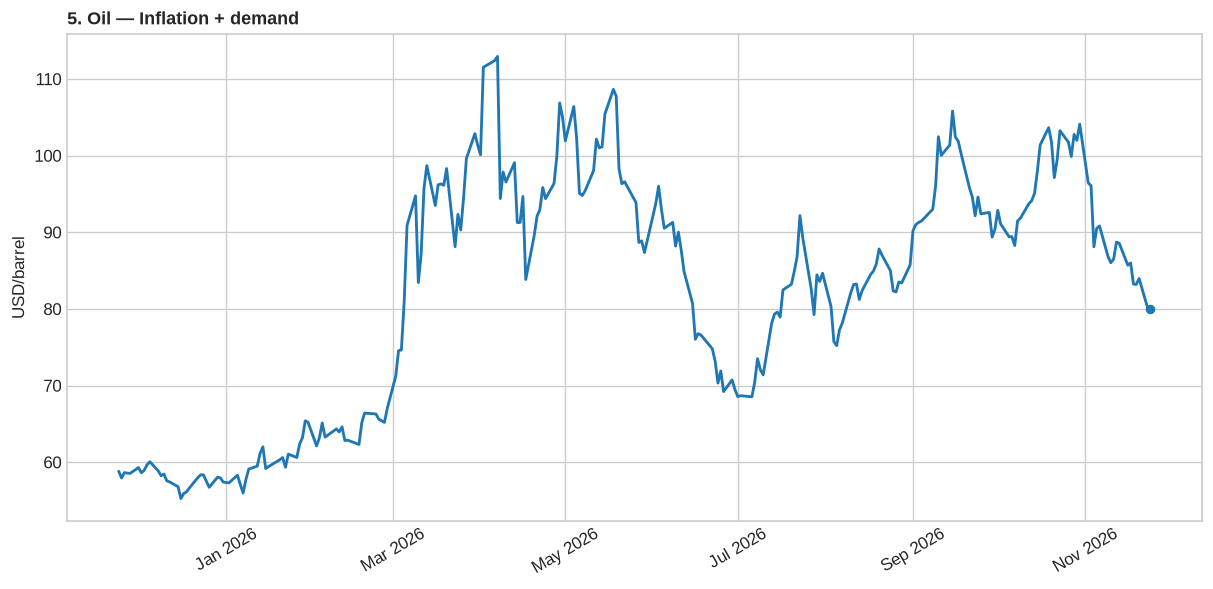 5. Oil — Inflation + demand
USD/barrel
110
100
90
80
70
60
Jan 2026
Mar 2026
May 2026
Jul 2026
Sep 2026
Nov 2026